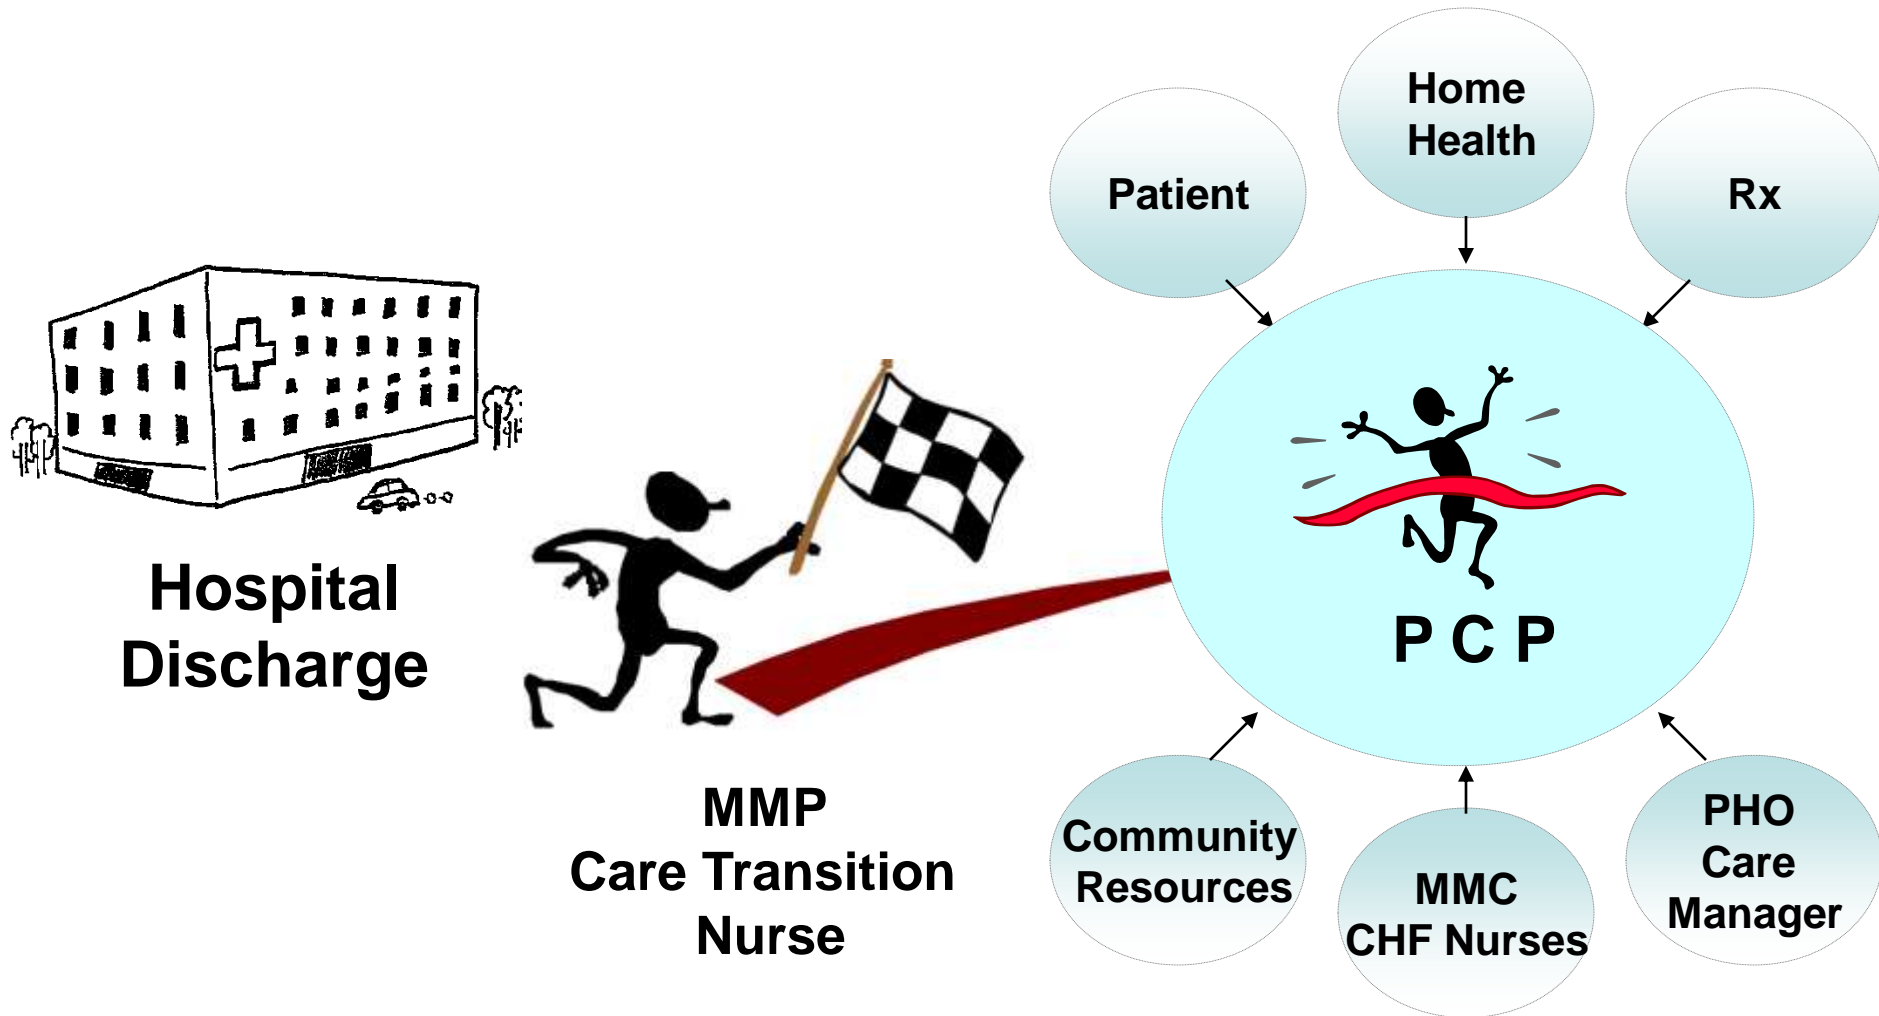 Hospital
Discharge
MMP
Care Transition
Nurse
Patient
Home
Health
Rx
P C P
Community
Resources
MMC
CHF Nurses
PHO
Care
Manager